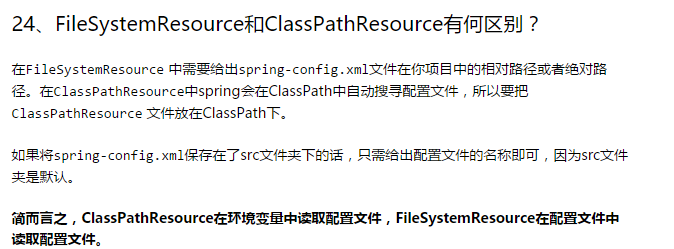 24、FileSystemResource和ClassPathResource有何区别？
在FileSystemResource 中需要给出spring-config.xml文件在你项目中的相对路径或者绝对路
径。在ClassPathResource中spring会在ClassPath中自动搜寻配置文件，所以要把
ClassPathResource 文件放在ClassPath下。
如果将spring-config.xml保存在了src文件夹下的话，只需给出配置文件的名称即可，因为src文件
夹是默认。
简而言之，ClassPathResource在环境变量中读取配置文件，FileSystemResource在配置文件中
读取配置文件。